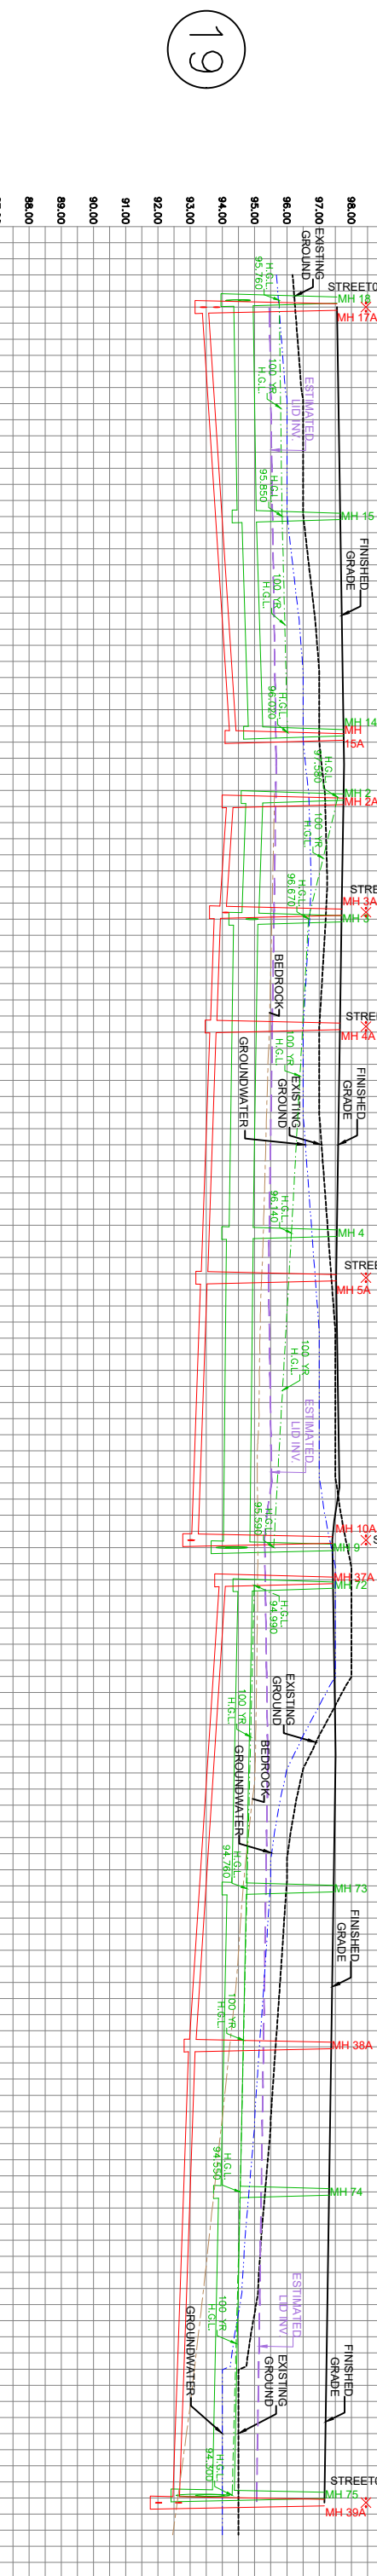 19
98.00
97.00
96.00
95.00
94.00
93.00
92.00
91.00
90.00
89.00
88.00
STREET0
MH 18
MH 17A
EXISTING
GROUND
H.G.L.
95.760
100 YR
H.G.L.
ESTIMATED
LID INV.
MH 15
H.G.L.
95.850
FINISHED
GRADE
100 YR
H.G.L.
MH 14
MH
15A
H.G.L.
96.020
MH 2
MH 2A
H.G.L.
97.580
100 YR
H.G.L.
STRE
MH 3A
MH 3
H.G.L.
96.670
BEDROCK
STREE
MH 4A
100 YR
H.G.L.
FINISHED
GRADE
EXISTING
GROUND
GROUNDWATER
MH 4
H.G.L.
96.140
STREE
MH 5A
100 YR
H.G.L.
ESTIMATED
LID INV.
MH 10A
S
MH 9
H.G.L.
95.590
MH 37A
MH 72
H.G.L.
94.990
EXISTING
GROUND
100 YR
H.G.L.
BEDROCK
GROUNDWATER
MH 73
H.G.L.
94.760
FINISHED
GRADE
MH 38A
100 YR
H.G.L.
MH 74
H.G.L.
94.550
ESTIMATED
LID INV.
100 YR
H.G.L.
FINISHED
GRADE
EXISTING
GROUND
GROUNDWATER
STREET0
MH 75
MH 39A
H.G.L.
94.300